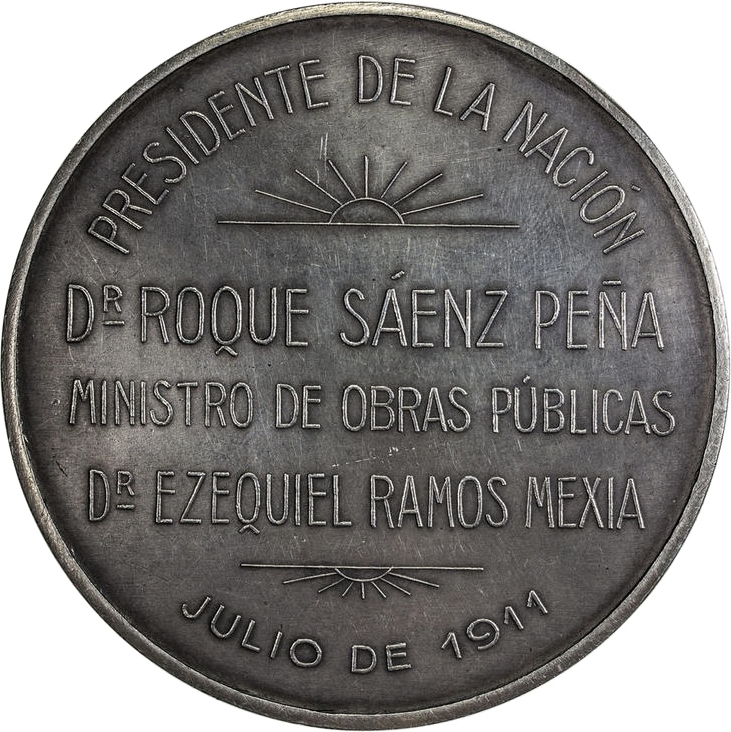 PRESIDENTE DE LA NACIÓN
DR ROQUE SÁENZ PEÑA
MINISTRO DE OBRAS PÚBLICAS
DR EZEQUIEL RAMOS MEXIA
JULIO DE 1911